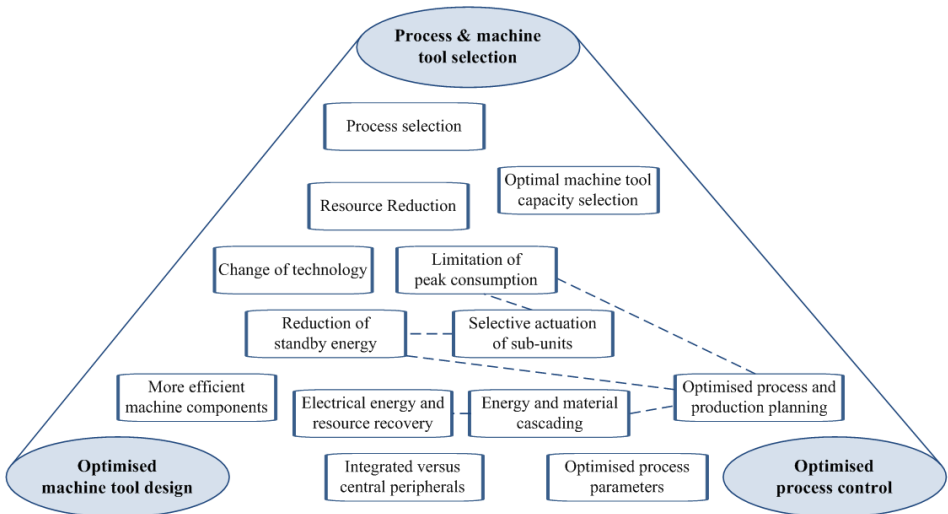 Process & machine
tool selection
Process selection
Optimal machine tool
capacity selection
Resource Reduction
Change of technology
Limitation of
peak consumption
Reduction of
standby energy
Selective actuation
of sub-units
More efficient
machine components
Electrical energy and
resource recovery
Energy and material
cascading
Optimised process and
production planning
Optimised
machine tool design
Integrated versus
central peripherals
Optimised process
parameters
Optimised
process control